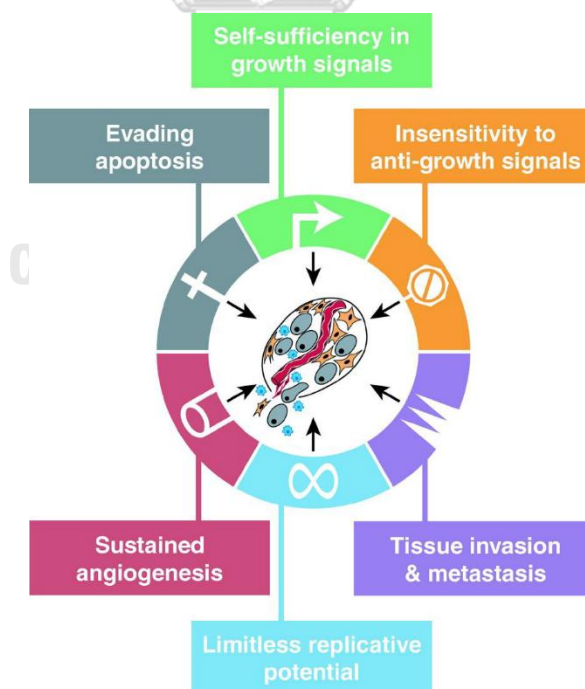 Self-sufficiency in
growth signals
Evading
apoptosis
Insensitivity to
anti-growth signals
Sustained
angiogenesis
Tissue invasion
& metastasis
Limitless replicative
potential